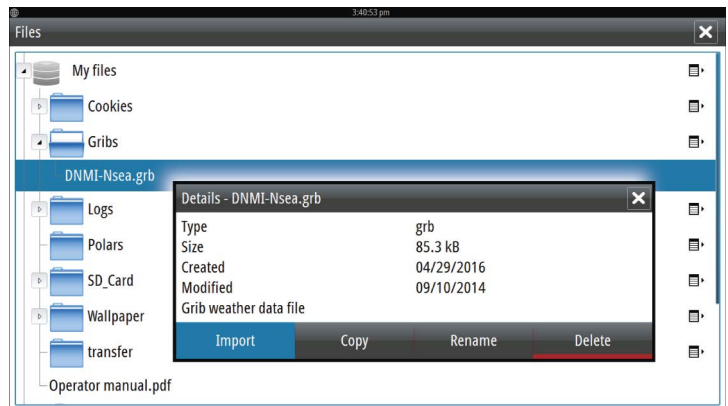 3:40:53 pm
Files
My files
Cookies
Gribs
DNMI-Nsea.grb
Logs
Polars
SD_Card
Wallpaper
transfer
Operator manual.pdf
Details - DNMI-Nsea.grb
Type grb
Size 85.3 kB
Created 04/29/2016
Modified 09/10/2014
Grib weather data file
Import Copy Rename Delete